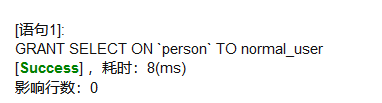 [语句1]:
GRANT SELECT ON `person` TO normal_user
[Success] ，耗时：8(ms)
影响行数：0